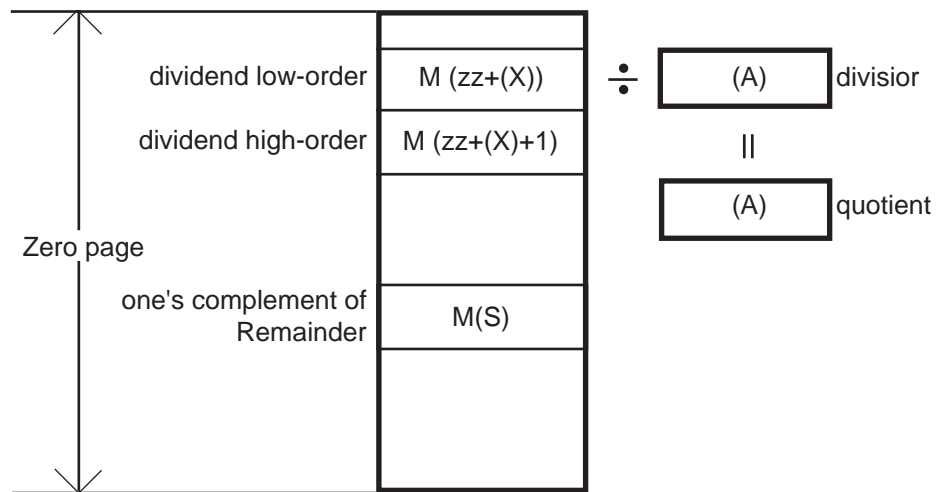 dividend low-order
M (zz+(X))
÷
(A)
divisior
dividend high-order
M (zz+(X)+1)
=
(A)
quotient
Zero page
one's complement of
Remainder
M(S)